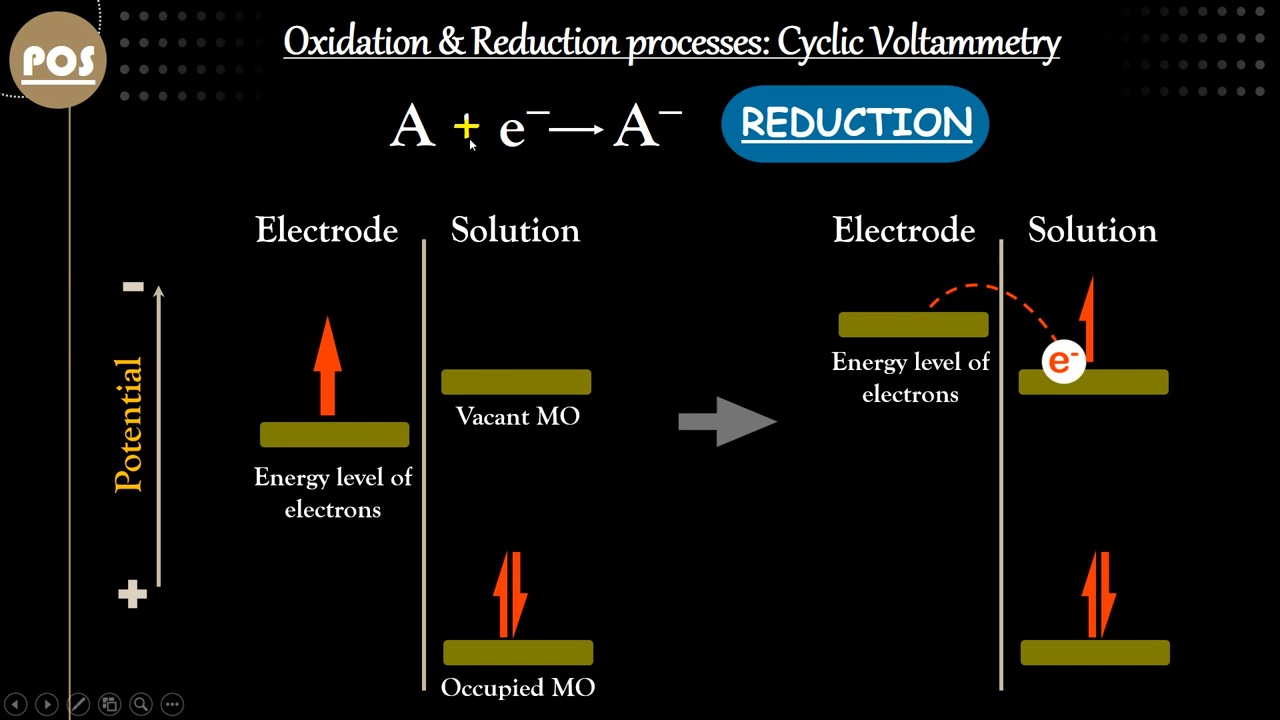 POS
Oxidation & Reduction processes: Cyclic Voltammetry
A + e⁻ → A⁻
REDUCTION
Electrode
Solution
Electrode
Solution
-
Potential
+
Vacant MO
Energy level of
electrons
Occupied MO
Energy level of
electrons
e⁻